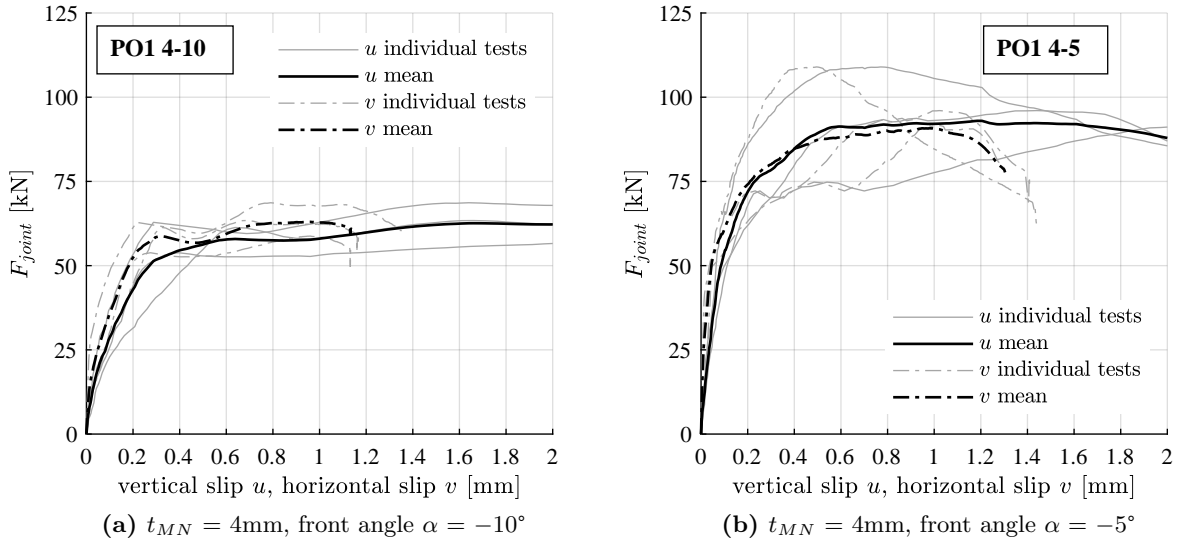 125
100
75
50
25
0
F_joint [kN]
PO1 4-10
u individual tests
u mean
v individual tests
v mean
0 0.2 0.4 0.6 0.8 1 1.2 1.4 1.6 1.8 2
vertical slip u, horizontal slip v [mm]
(a) t_MN = 4mm, front angle α = −10°
125
100
75
50
25
0
F_joint [kN]
PO1 4-5
u individual tests
u mean
v individual tests
v mean
0 0.2 0.4 0.6 0.8 1 1.2 1.4 1.6 1.8 2
vertical slip u, horizontal slip v [mm]
(b) t_MN = 4mm, front angle α = −5°